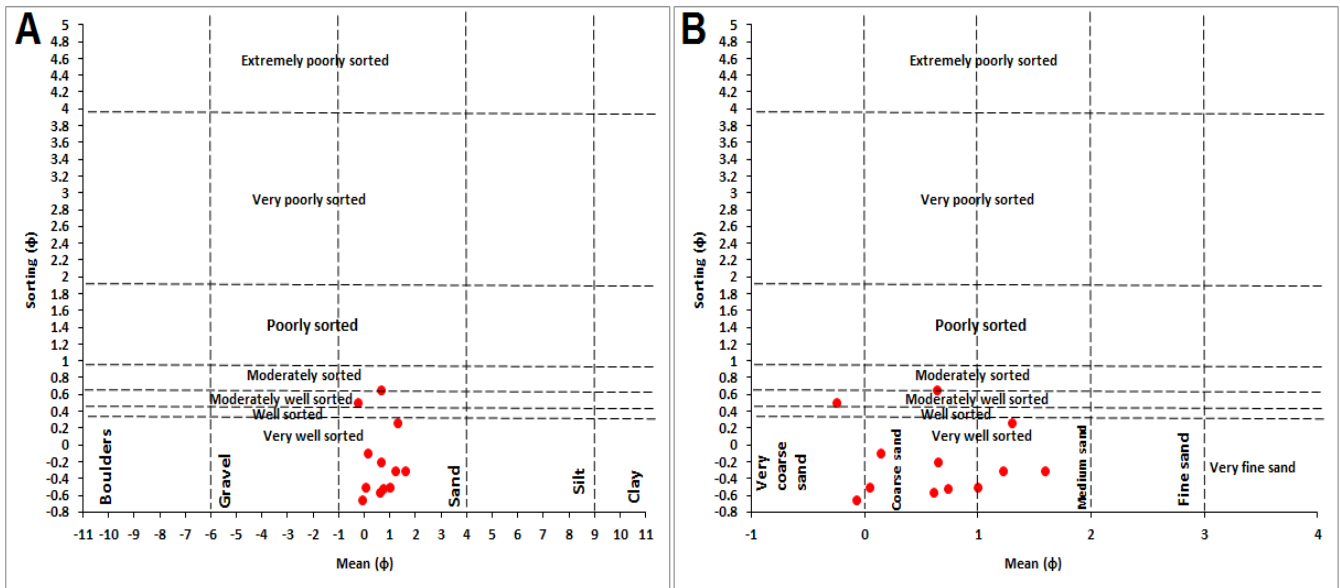 A
5
4.8
4.6
4.4
4.2
4
3.8
3.6
3.4
3.2
3
2.8
2.6
2.4
2.2
2
1.8
1.6
1.4
1.2
1
0.8
0.6
0.4
0.2
0
-0.2
-0.4
-0.6
-0.8
Sorting (ϕ)
Extremely poorly sorted
Very poorly sorted
Poorly sorted
Moderately sorted
Moderately well sorted
Well sorted
Very well sorted
Boulders
Gravel
Sand
Silt
Clay
-11 -10 -9 -8 -7 -6 -5 -4 -3 -2 -1 0 1 2 3 4 5 6 7 8 9 10 11
Mean (ϕ)
B
5
4.8
4.6
4.4
4.2
4
3.8
3.6
3.4
3.2
3
2.8
2.6
2.4
2.2
2
1.8
1.6
1.4
1.2
1
0.8
0.6
0.4
0.2
0
-0.2
-0.4
-0.6
-0.8
Sorting (ϕ)
Extremely poorly sorted
Very poorly sorted
Poorly sorted
Moderately sorted
Moderately well sorted
Well sorted
Very well sorted
Very
coarse
sand
Coarse sand
Medium sand
Fine sand
Very fine sand
-1 0 1 2 3 4
Mean (ϕ)